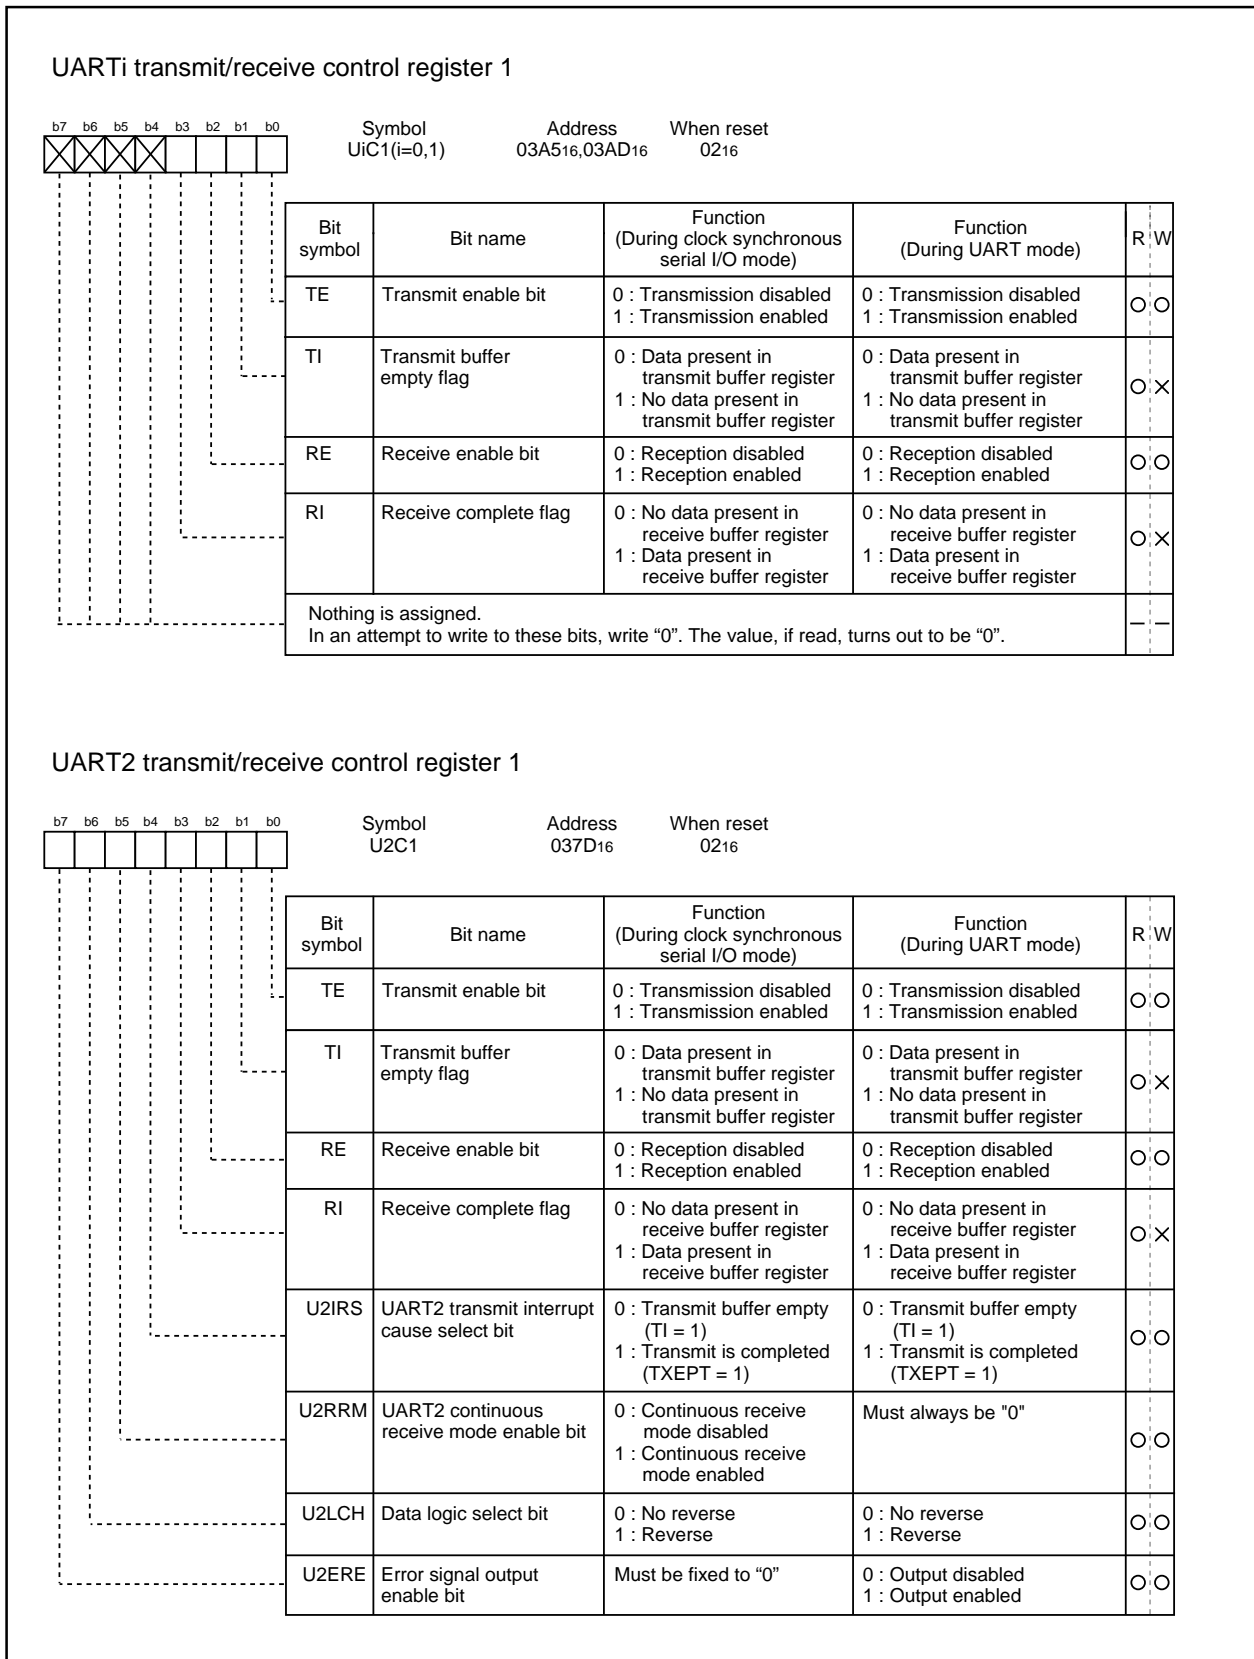 UARTi transmit/receive control register 1
b7 b6 b5 b4 b3 b2 b1 b0
Symbol Address When reset
UiC1(i=0,1) 03A516,03AD16 0216
Bit symbol Bit name Function (During clock synchronous serial I/O mode) Function (During UART mode) R W
TE Transmit enable bit 0 : Transmission disabled 0 : Transmission disabled
1 : Transmission enabled 1 : Transmission enabled
TI Transmit buffer 0 : Data present in 0 : Data present in
empty flag transmit buffer register transmit buffer register
1 : No data present in 1 : No data present in
transmit buffer register transmit buffer register
RE Receive enable bit 0 : Reception disabled 0 : Reception disabled
1 : Reception enabled 1 : Reception enabled
RI Receive complete flag 0 : No data present in 0 : No data present in
receive buffer register receive buffer register
1 : Data present in 1 : Data present in
receive buffer register receive buffer register
Nothing is assigned.
In an attempt to write to these bits, write “0”. The value, if read, turns out to be “0”.
UART2 transmit/receive control register 1
b7 b6 b5 b4 b3 b2 b1 b0
Symbol Address When reset
U2C1 037D16 0216
Bit symbol Bit name Function (During clock synchronous serial I/O mode) Function (During UART mode) R W
TE Transmit enable bit 0 : Transmission disabled 0 : Transmission disabled
1 : Transmission enabled 1 : Transmission enabled
TI Transmit buffer 0 : Data present in 0 : Data present in
empty flag transmit buffer register transmit buffer register
1 : No data present in 1 : No data present in
transmit buffer register transmit buffer register
RE Receive enable bit 0 : Reception disabled 0 : Reception disabled
1 : Reception enabled 1 : Reception enabled
RI Receive complete flag 0 : No data present in 0 : No data present in
receive buffer register receive buffer register
1 : Data present in 1 : Data present in
receive buffer register receive buffer register
U2IRS UART2 transmit interrupt 0 : Transmit buffer empty 0 : Transmit buffer empty
cause select bit (TI = 1) (TI = 1)
1 : Transmit is completed 1 : Transmit is completed
(TXEPT = 1) (TXEPT = 1)
U2RRM UART2 continuous 0 : Continuous receive Must always be "0"
receive mode enable bit mode disabled
1 : Continuous receive
mode enabled
U2LCH Data logic select bit 0 : No reverse 0 : No reverse
1 : Reverse 1 : Reverse
U2ERE Error signal output Must be fixed to “0” 0 : Output disabled
enable bit 1 : Output enabled